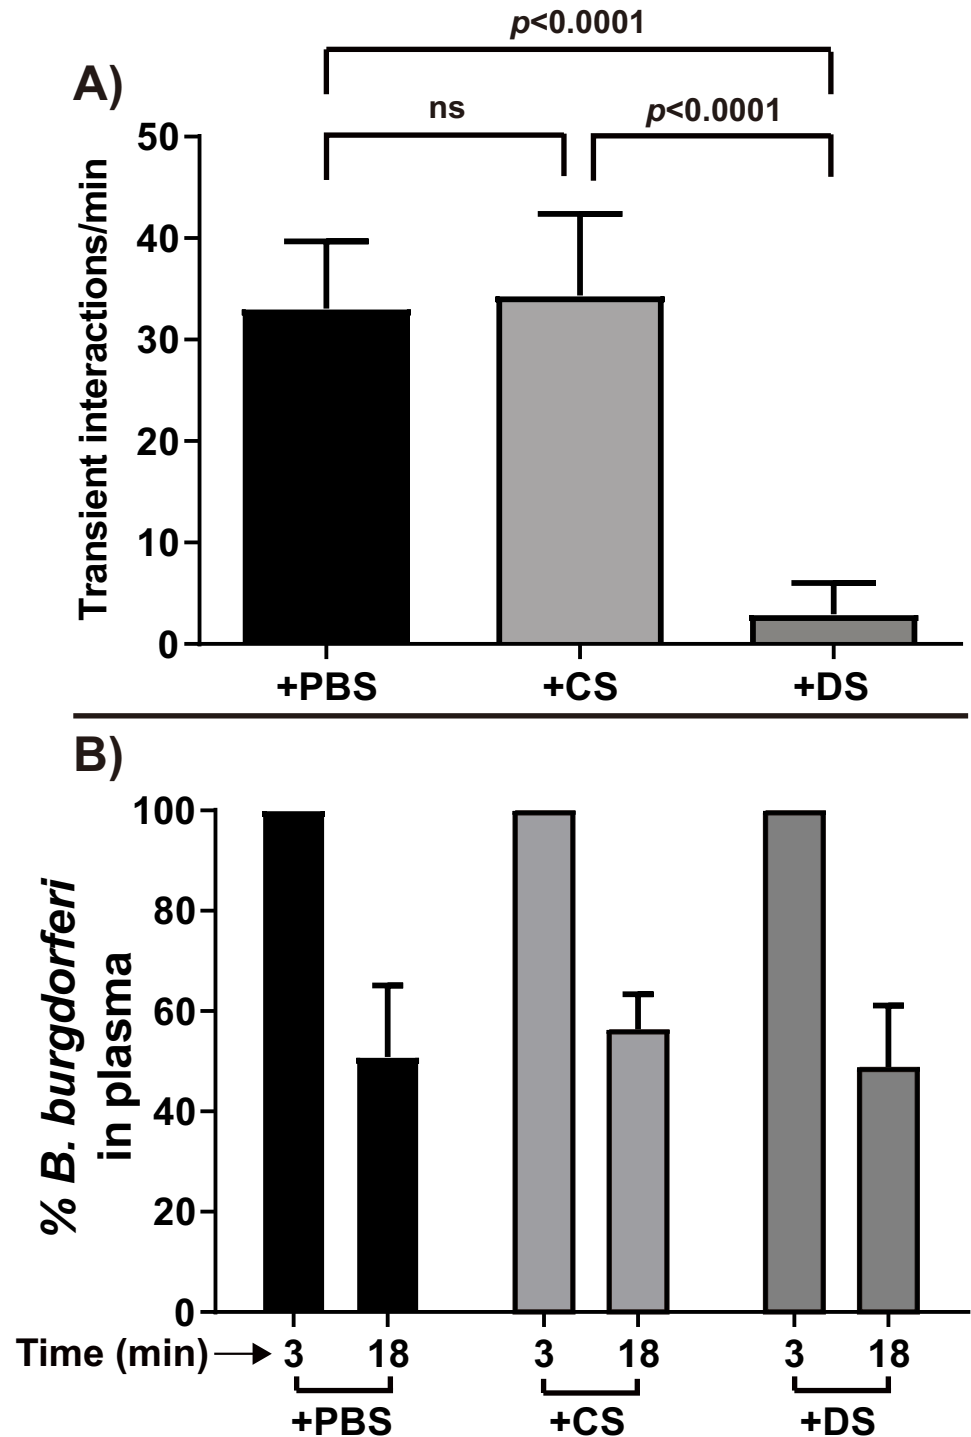 p<0.0001
A)
ns
p<0.0001
50
40
30
20
10
0
Transient interactions/min
+PBS +CS +DS
B)
100
80
60
40
20
0
% B. burgdorferi
in plasma
Time (min) → 3 18 3 18 3 18
+PBS +CS +DS